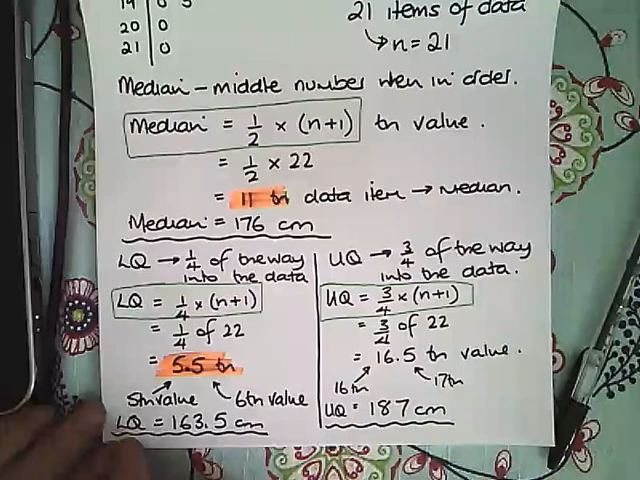 19 | 0 5
20 | 0
21 | 0
21 items of data
↳ n = 21
Median – middle number when in order.
Median = 1/2 × (n+1) th value.
= 1/2 × 22
= 11 th data item → Median.
Median = 176 cm
LQ → 1/4 of the way into the data
LQ = 1/4 × (n+1)
= 1/4 of 22
= 5.5 th
5th value 6th value
LQ = 163.5 cm
UQ → 3/4 of the way into the data.
UQ = 3/4 × (n+1)
= 3/4 of 22
= 16.5 th value.
16th 17th
UQ = 187 cm